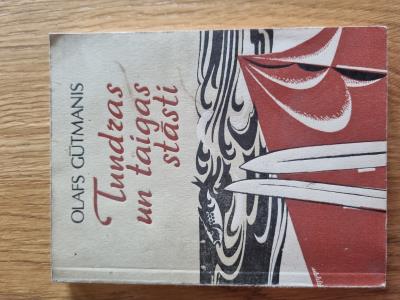 OLAFS GŪTMANIS
Tundras
un taigas
stāsti